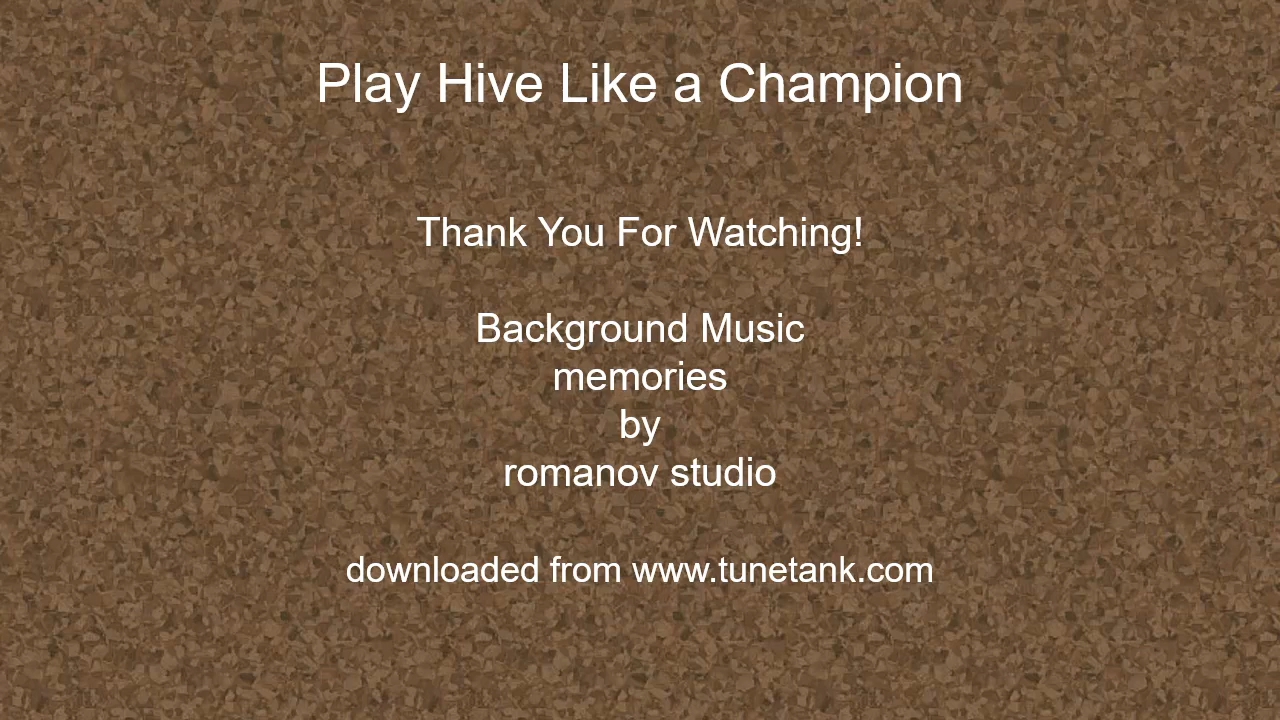 Play Hive Like a Champion
Thank You For Watching!
Background Music
memories
by
romanov studio
downloaded from www.tunetank.com